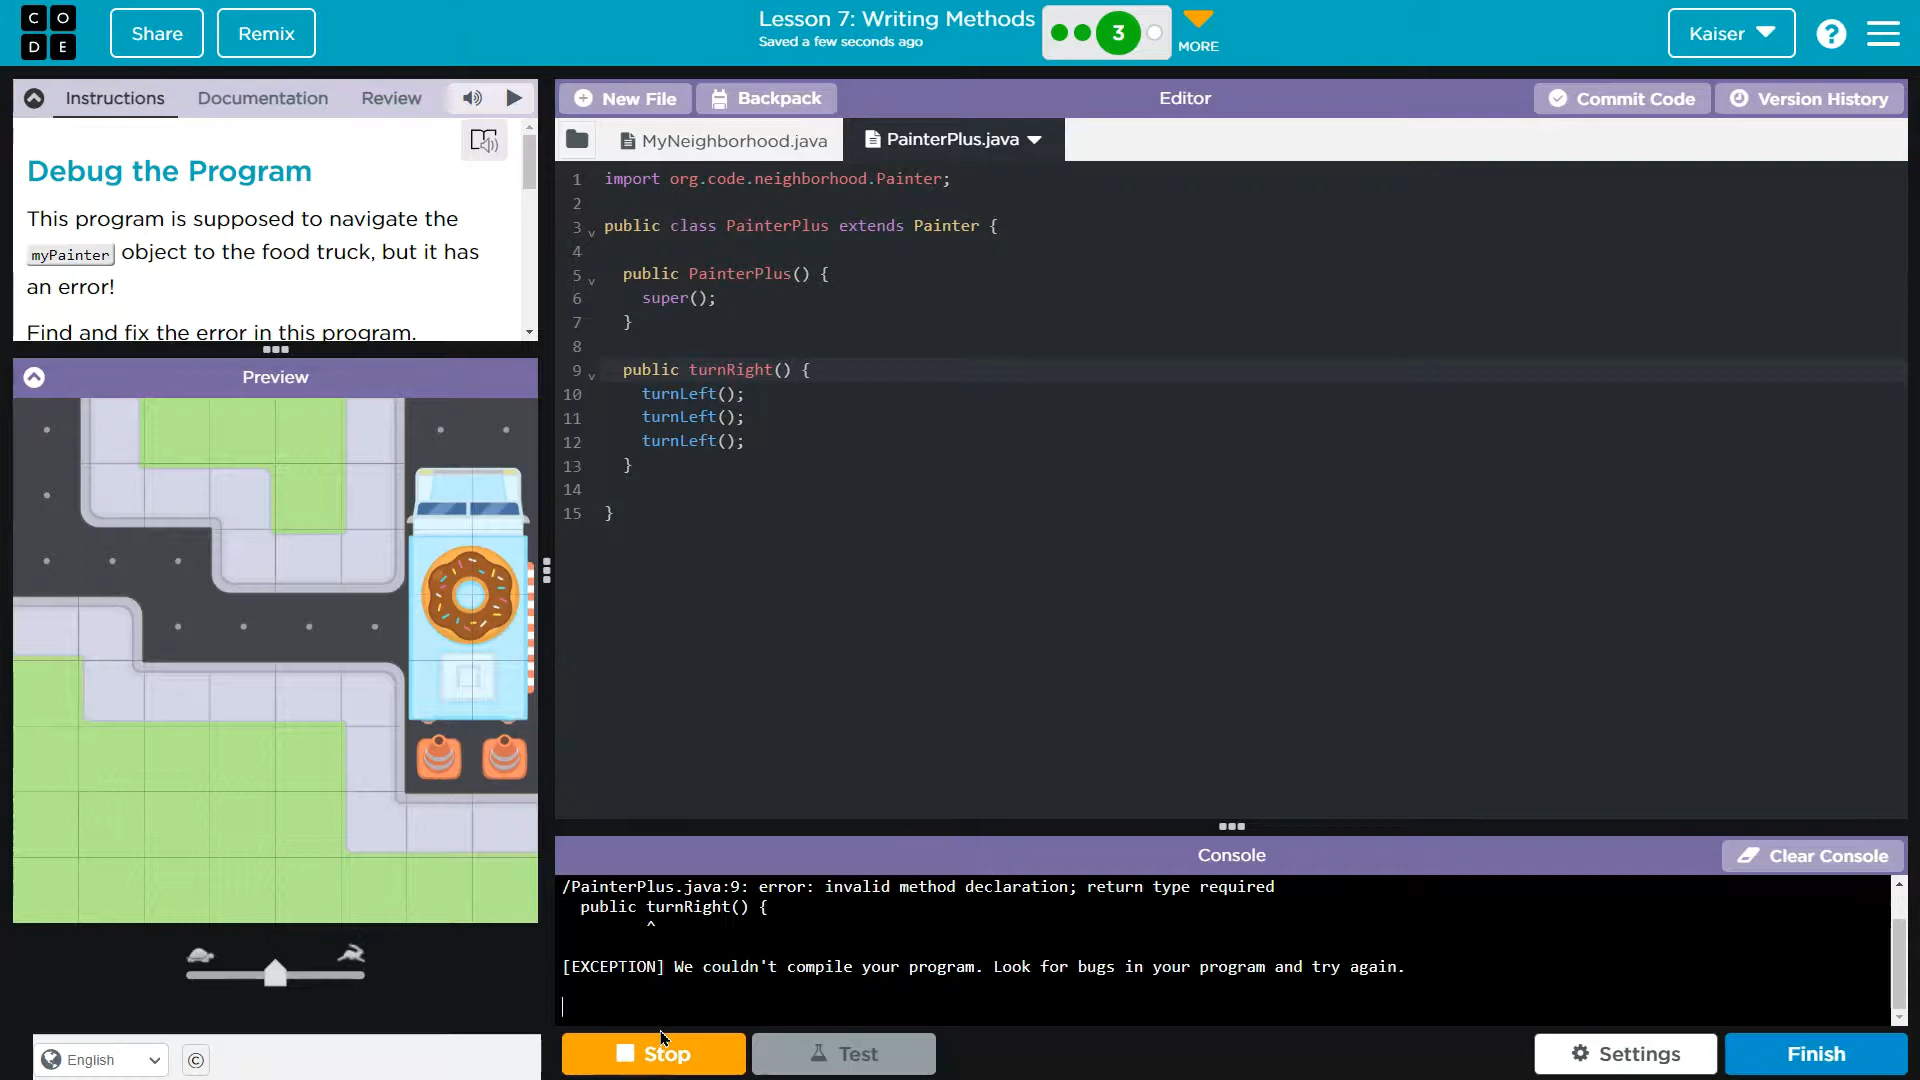 C O
D E
Share
Remix
Lesson 7: Writing Methods
Saved a few seconds ago
3
MORE
Kaiser
?
Instructions
Documentation
Review
New File
Backpack
Editor
Commit Code
Version History
MyNeighborhood.java
PainterPlus.java
Debug the Program
This program is supposed to navigate the
myPainter object to the food truck, but it has
an error!
Find and fix the error in this program.
Preview
1 import org.code.neighborhood.Painter;
2
3 public class PainterPlus extends Painter {
4
5 public PainterPlus() {
6 super();
7 }
8
9 public turnRight() {
10 turnLeft();
11 turnLeft();
12 turnLeft();
13 }
14
15 }
Console
Clear Console
/PainterPlus.java:9: error: invalid method declaration; return type required
public turnRight() {
^
[EXCEPTION] We couldn't compile your program. Look for bugs in your program and try again.
English
©
Stop
Test
Settings
Finish